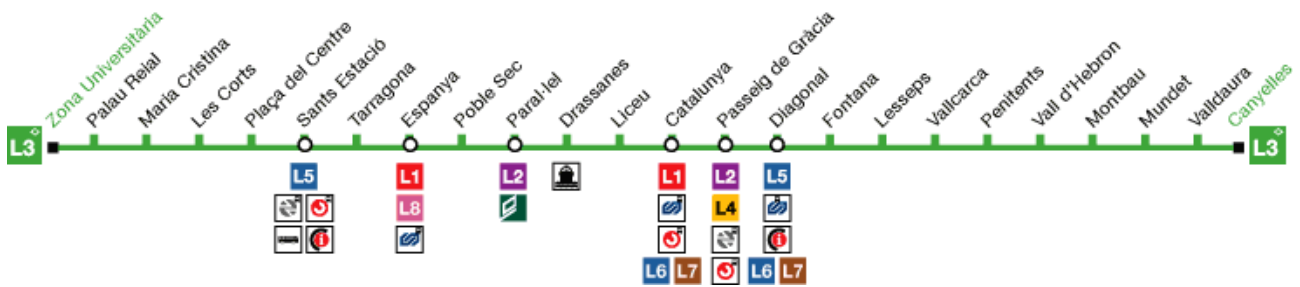 L3
Zona Universitària
Palau Reial
Maria Cristina
Les Corts
Plaça del Centre
Sants Estació
Tarragona
Espanya
Poble Sec
Paral·lel
Drassanes
Liceu
Catalunya
Passeig de Gràcia
Diagonal
Fontana
Lesseps
Vallcarca
Penitents
Vall d'Hebron
Montbau
Mundet
Valldaura
Canyelles
L3
L5
L1
L8
L2
L1
L6 L7
L2
L4
L5
L6 L7